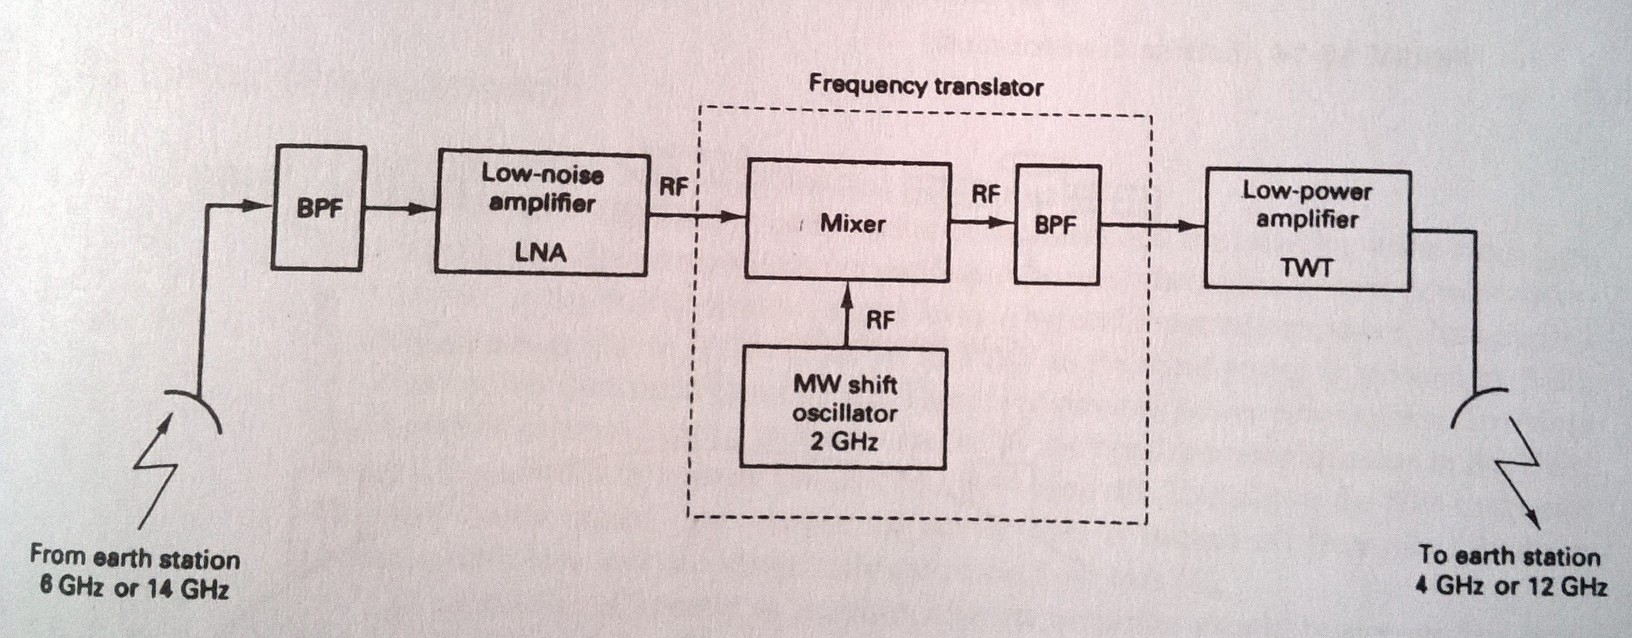 Frequency translator
BPF
Low-noise
amplifier
LNA
RF
Mixer
RF
BPF
Low-power
amplifier
TWT
RF
MW shift
oscillator
2 GHz
From earth station
6 GHz or 14 GHz
To earth station
4 GHz or 12 GHz